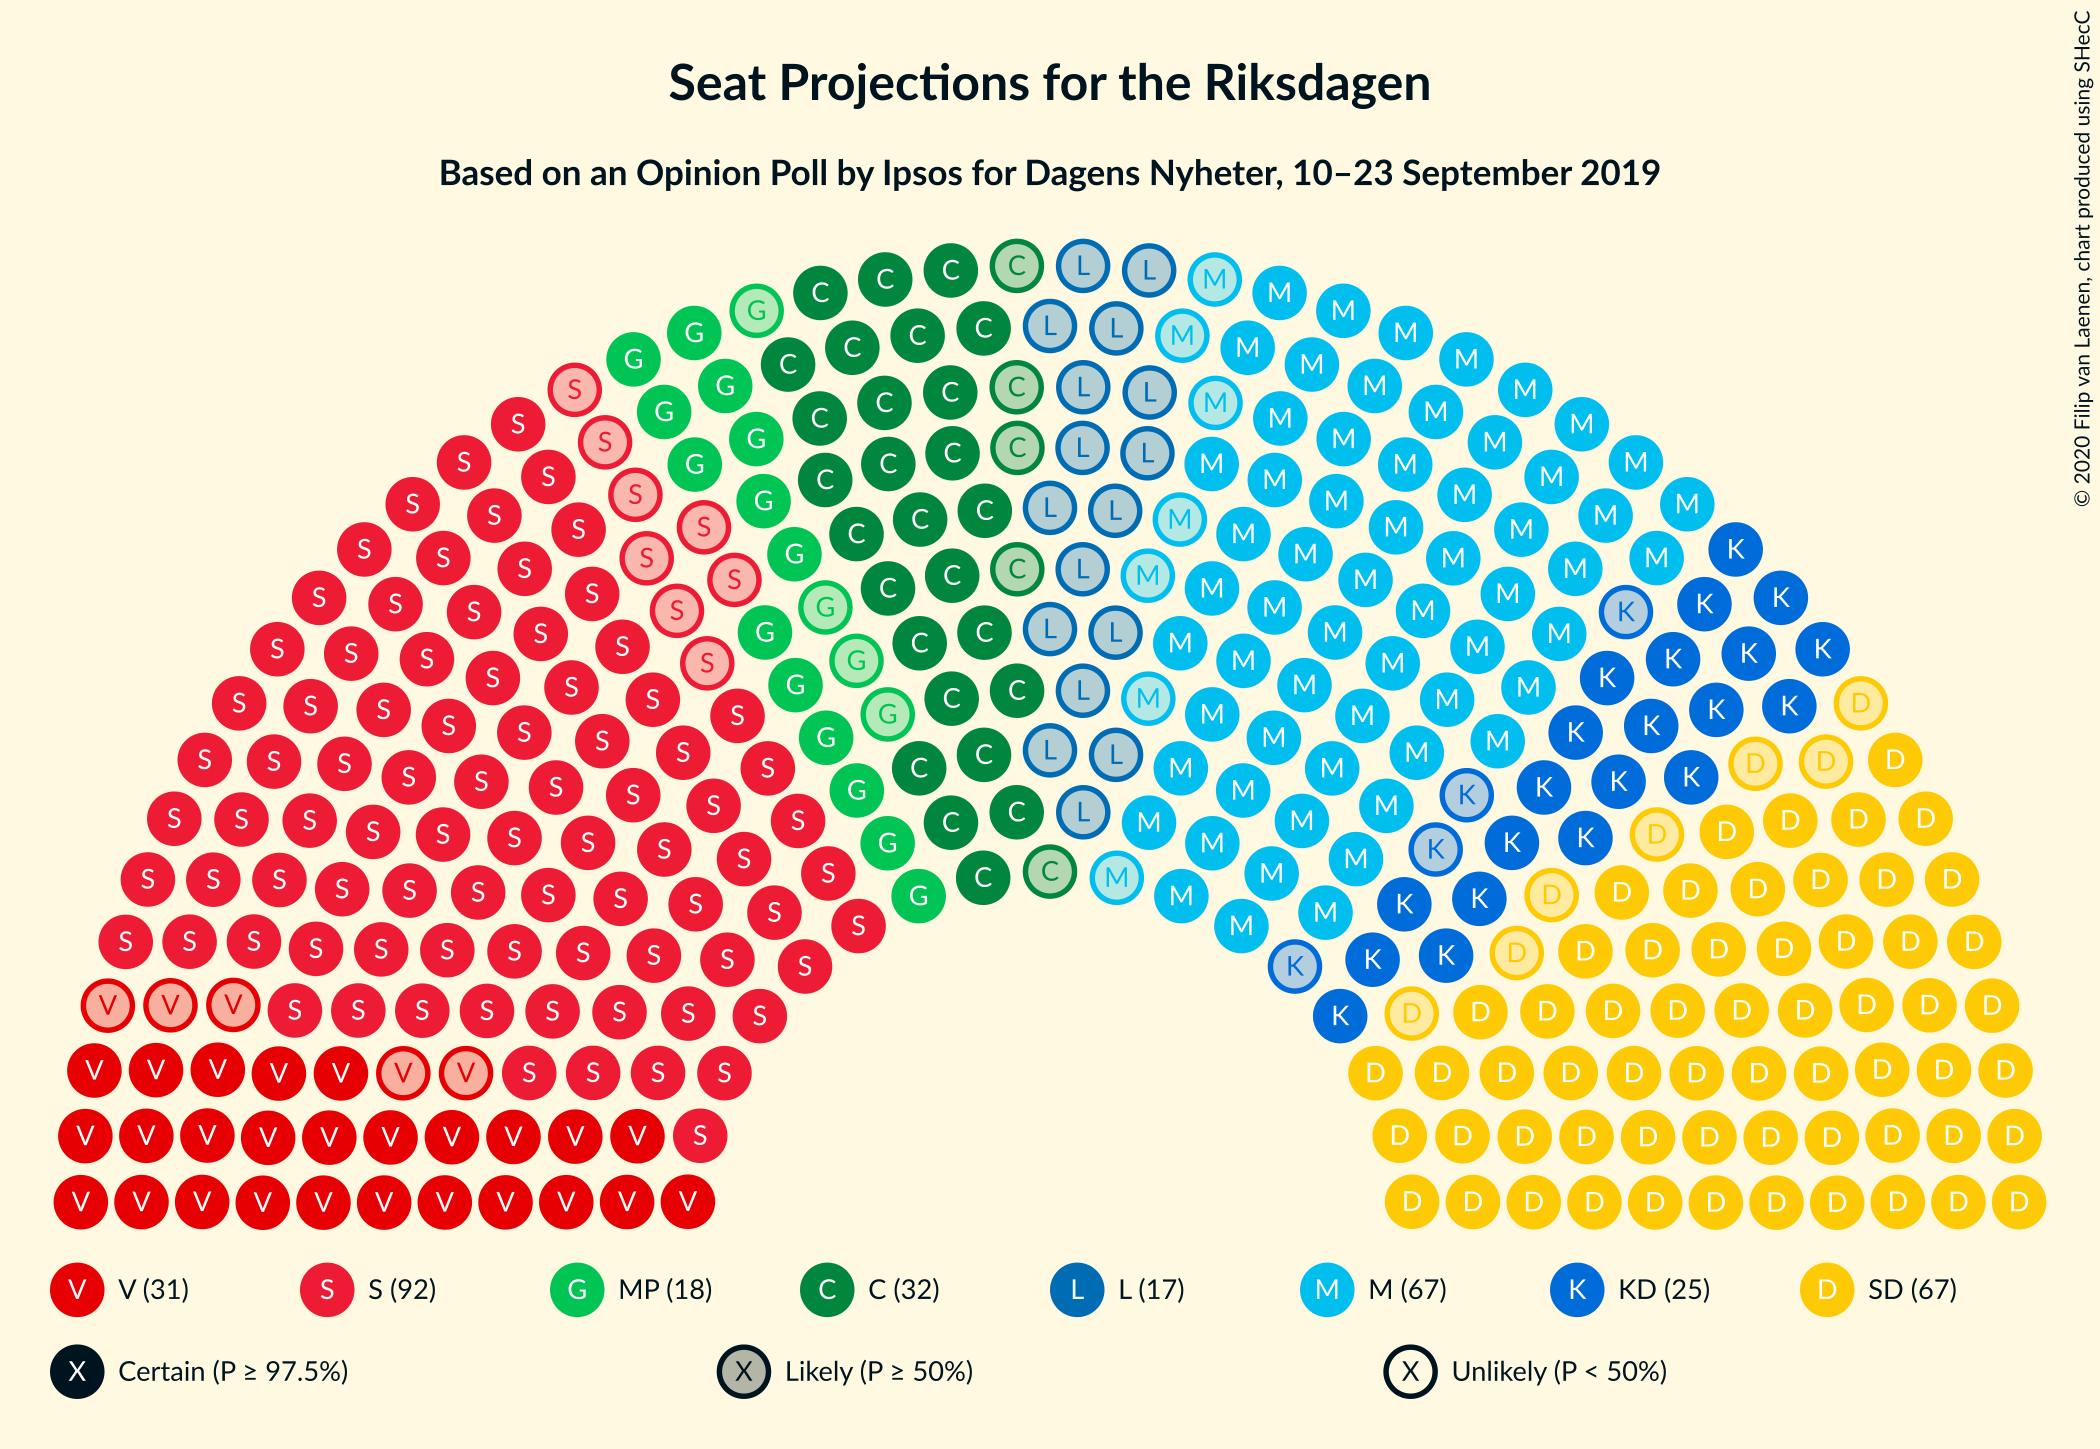 Seat Projections for the Riksdagen
Based on an Opinion Poll by Ipsos for Dagens Nyheter, 10–23 September 2019
© 2020 Filip van Laenen, chart produced using SHecC
V V (31) S S (92) G MP (18) C C (32) L L (17) M M (67) K KD (25) D SD (67)
X Certain (P ≥ 97.5%) X Likely (P ≥ 50%) X Unlikely (P < 50%)